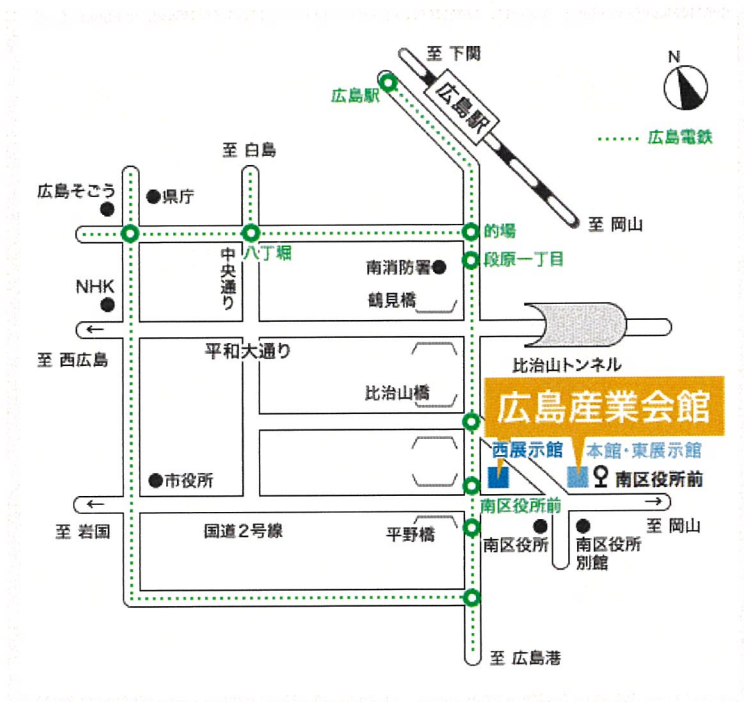 至 下関
N
広島駅
広島駅
広島電鉄
至 白島
広島そごう
県庁
至 岡山
的場
八丁堀
中央通り
段原一丁目
南消防署
NHK
鶴見橋
至 西広島
平和大通り
比治山トンネル
比治山橋
広島産業会館
西展示館
本館・東展示館
市役所
南区役所前
南区役所前
至 岩国
国道2号線
平野橋
南区役所
南区役所
別館
至 岡山
至 広島港